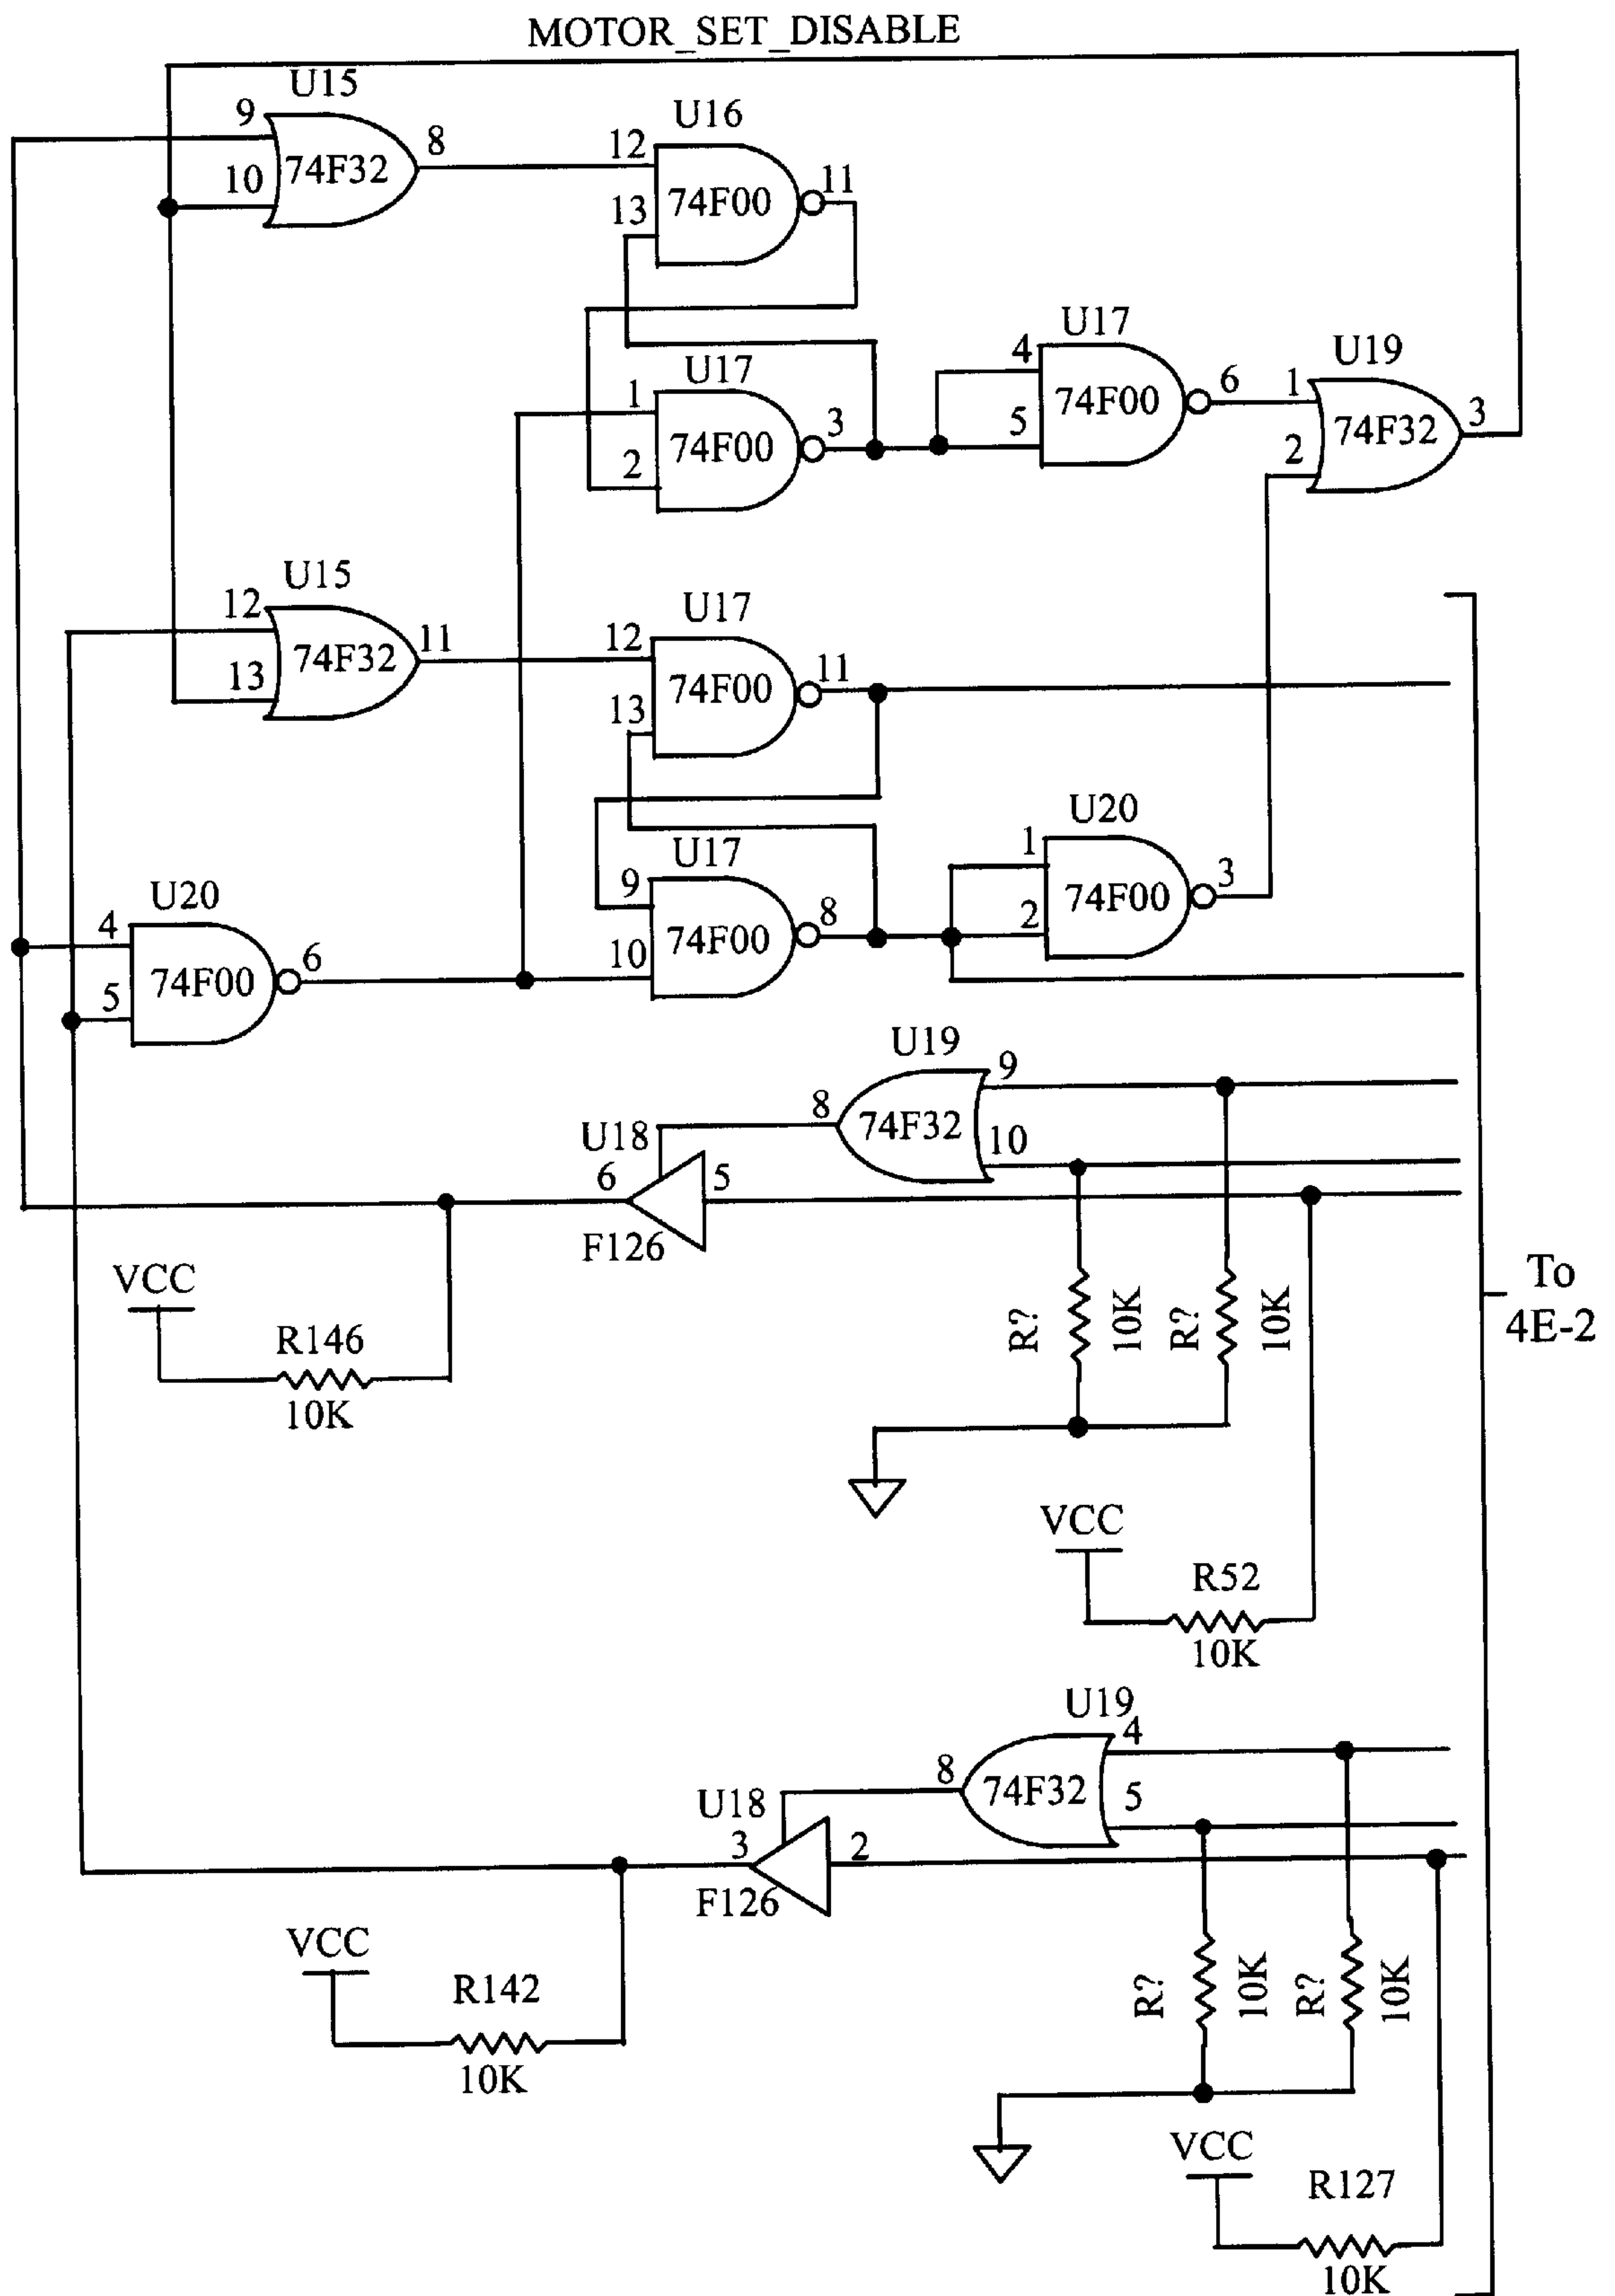 MOTOR_SET_DISABLE
U15
9
10
74F32
8
U16
12
13
74F00
11
U17
1
2
74F00
3
U17
4
5
74F00
6
U19
1
2
74F32
3
U15
12
13
74F32
11
U17
12
13
74F00
11
U17
9
10
74F00
8
U20
1
2
74F00
3
U20
4
5
74F00
6
U19
9
10
74F32
8
U18
6
5
F126
VCC
R146
10K
R?
10K
R?
10K
To
4E-2
VCC
R52
10K
U19
4
5
74F32
8
U18
3
2
F126
VCC
R142
10K
R?
10K
R?
10K
VCC
R127
10K